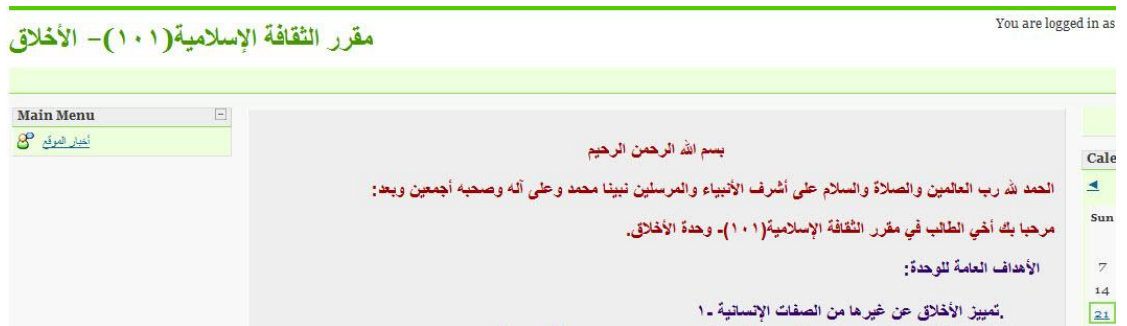 مقرر الثقافة الإسلامية(١٠١)- الأخلاق
You are logged in as
Main Menu
أخبار الموقع
بسم الله الرحمن الرحيم
الحمد لله رب العالمين والصلاة والسلام على أشرف الأنبياء والمرسلين نبينا محمد وعلى آله وصحبه أجمعين وبعد:
مرحبا بك أخي الطالب في مقرر الثقافة الإسلامية(١٠١)- وحدة الأخلاق.
الأهداف العامة للوحدة:
.تمييز الأخلاق عن غيرها من الصفات الإنسانية -١
Cale
Sun
7
14
21